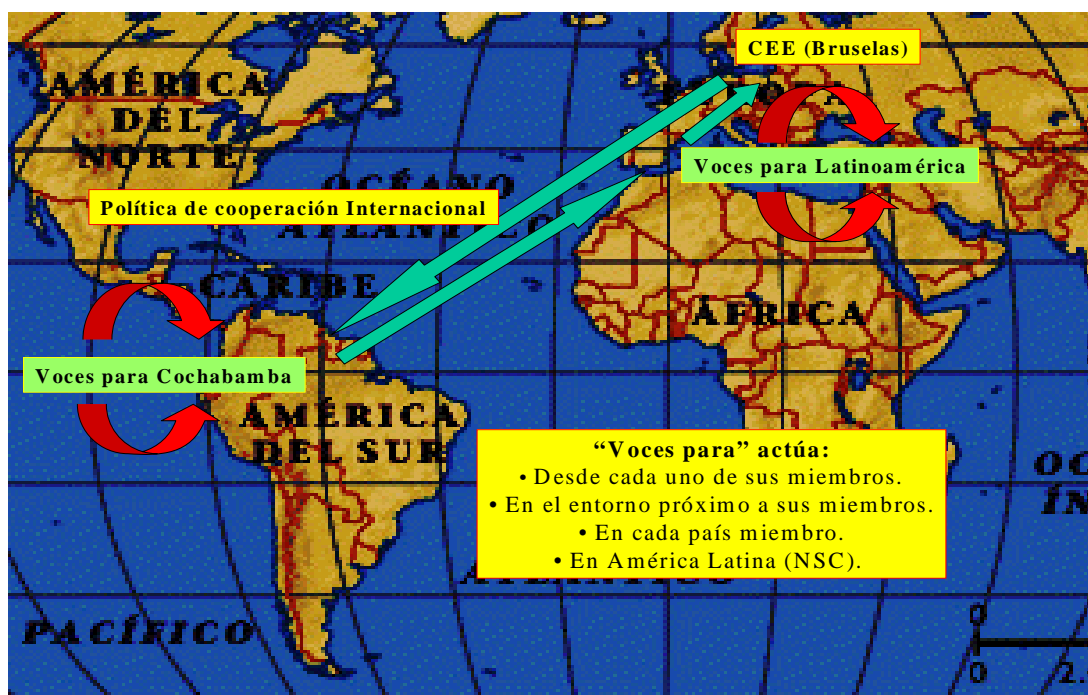 CEE (Bruselas)
AMÉRICA
DEL
NORTE
Voces para Latinoamérica
OCÉANO
Política de cooperación Internacional
CARIBE
ÁFRICA
Voces para Cochabamba
AMÉRICA
DEL SUR
“Voces para” actúa:
• Desde cada uno de sus miembros.
• En el entorno próximo a sus miembros.
• En cada país miembro.
• En América Latina (NSC).
PACÍFICO
0
0
2.